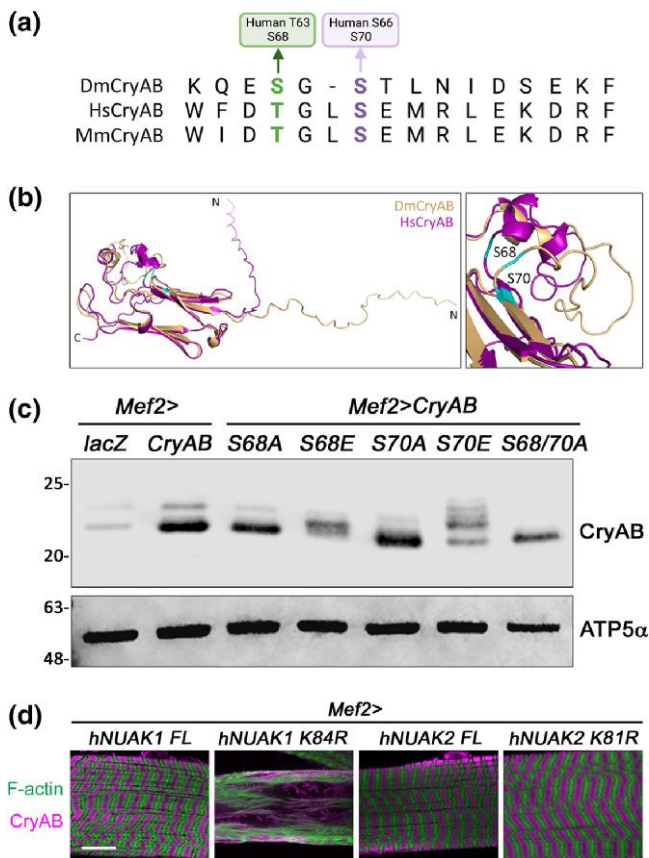 (a)
Human T63
S68
Human S66
S70
DmCryAB K Q E S G - S T L N I D S E K F
HsCryAB W F D T G L S E M R L E K D R F
MmCryAB W I D T G L S E M R L E K D R F
(b)
N
DmCryAB
HsCryAB
N
C
S68
S70
(c)
Mef2> Mef2>CryAB
lacZ CryAB S68A S68E S70A S70E S68/70A
25-
20-
CryAB
63-
48-
ATP5α
(d)
Mef2>
hNUAK1 FL hNUAK1 K84R hNUAK2 FL hNUAK2 K81R
F-actin
CryAB